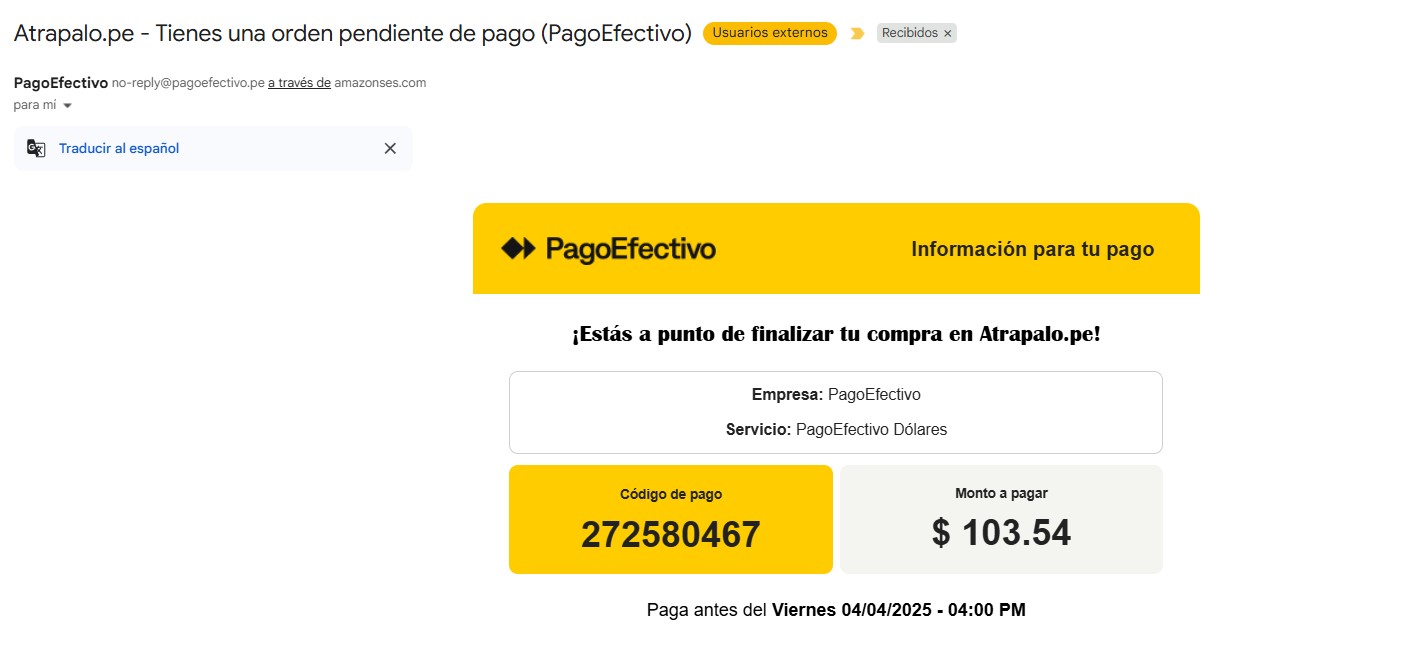 Atrapalo.pe - Tienes una orden pendiente de pago (PagoEfectivo) Usuarios externos Recibidos ×
PagoEfectivo no-reply@pagoefectivo.pe a través de amazonses.com
para mí
Traducir al español
PagoEfectivo Información para tu pago
¡Estás a punto de finalizar tu compra en Atrapalo.pe!
Empresa: PagoEfectivo
Servicio: PagoEfectivo Dólares
Código de pago
272580467
Monto a pagar
$ 103.54
Paga antes del Viernes 04/04/2025 - 04:00 PM